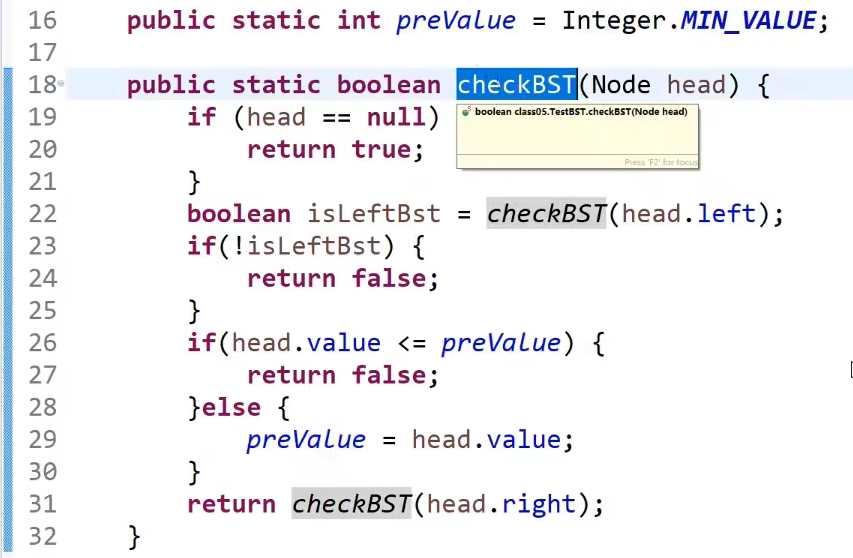 16 public static int preValue = Integer.MIN_VALUE;
17
18 public static boolean checkBST(Node head) {
19 if (head == null)
boolean class05.TestBST.checkBST(Node head)
20 return true;
Press 'F2' for focus
21 }
22 boolean isLeftBst = checkBST(head.left);
23 if(!isLeftBst) {
24 return false;
25 }
26 if(head.value <= preValue) {
27 return false;
28 }else {
29 preValue = head.value;
30 }
31 return checkBST(head.right);
32 }